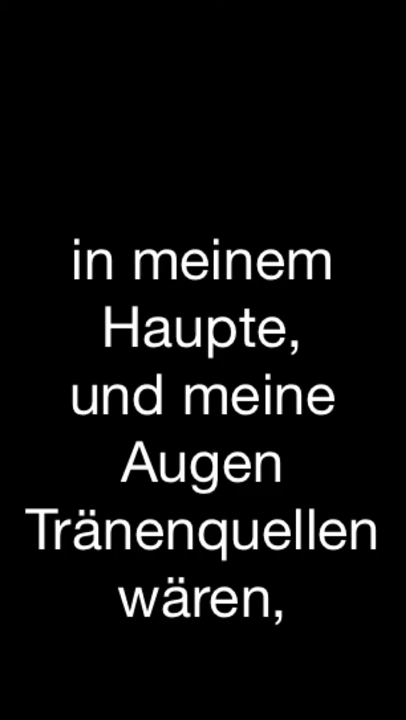 in meinem
Haupte,
und meine
Augen
Tränenquellen
wären,